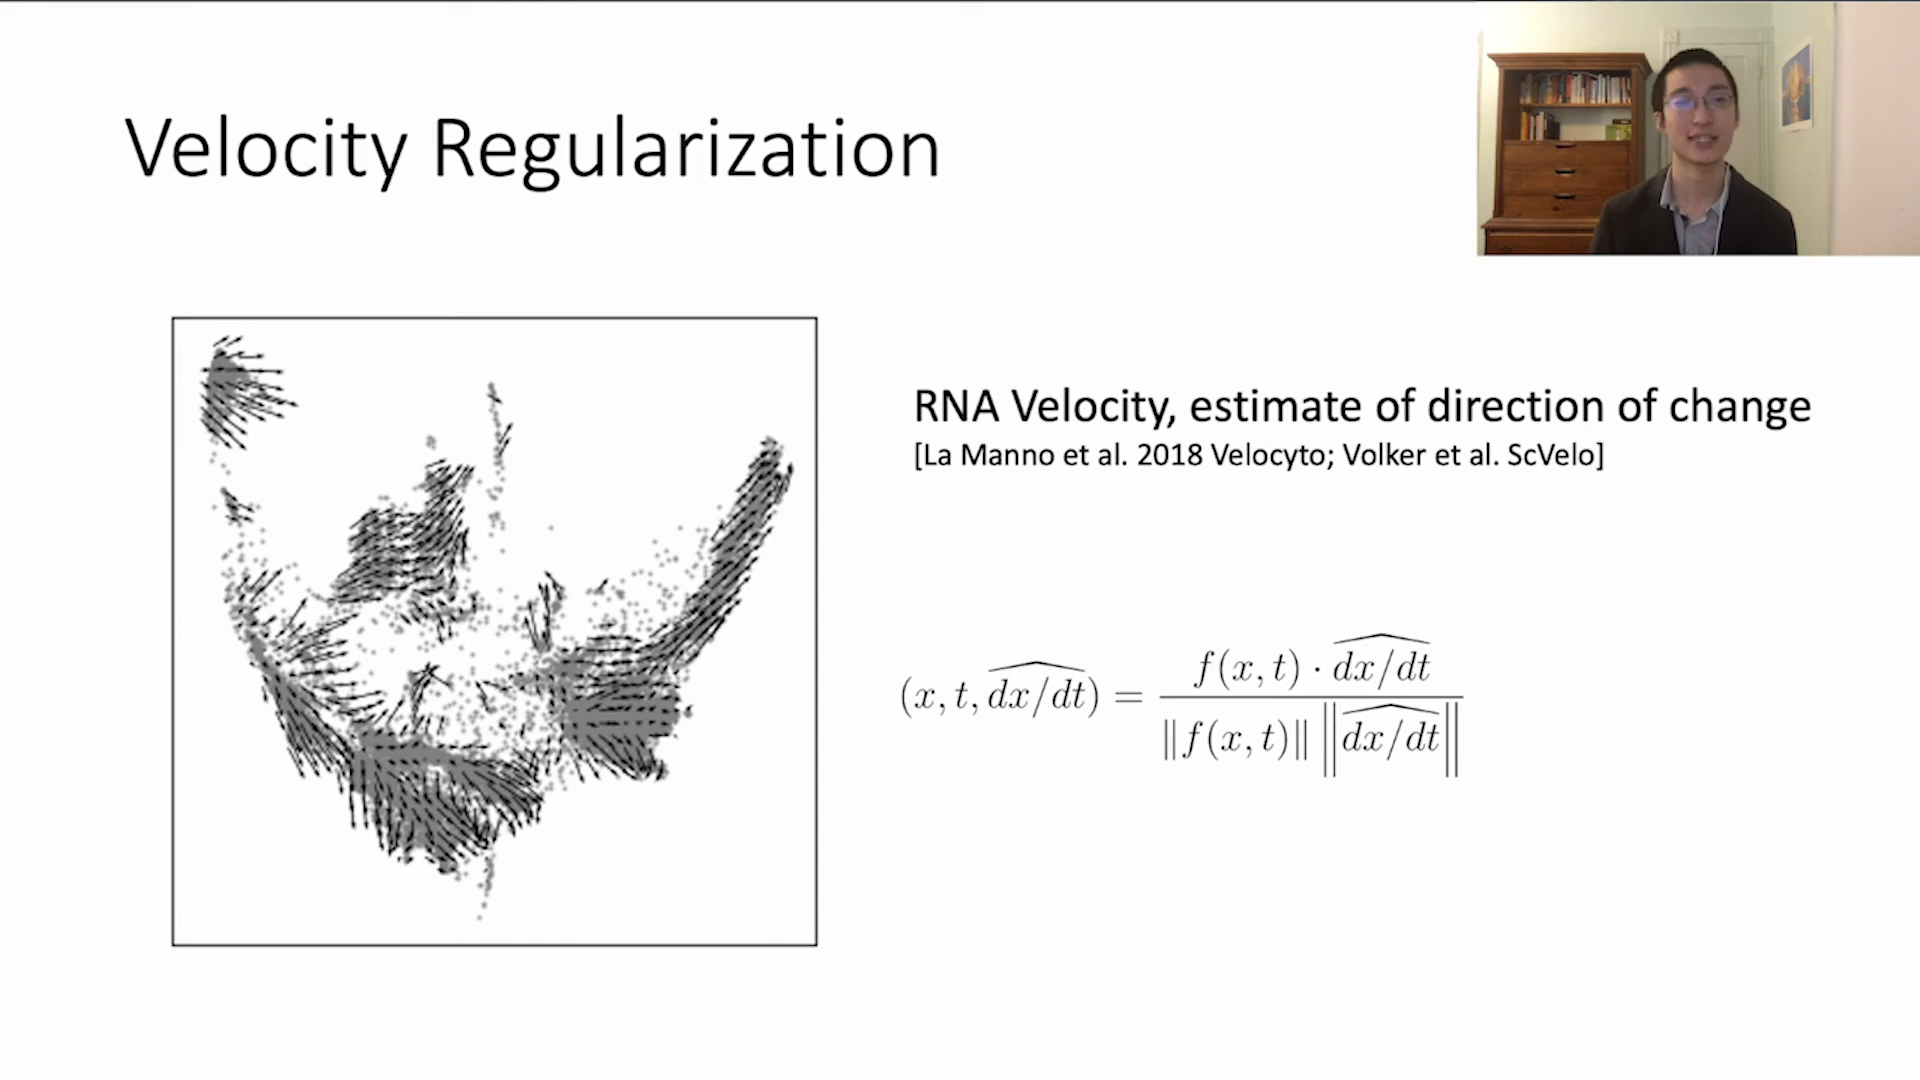 Velocity Regularization
RNA Velocity, estimate of direction of change
[La Manno et al. 2018 Velocyto; Volker et al. ScVelo]
$(x, t, \widehat{dx/dt}) = \frac{f(x, t) \cdot \widehat{dx/dt}}{\|f(x, t)\| \left\|\widehat{dx/dt}\right\|}$